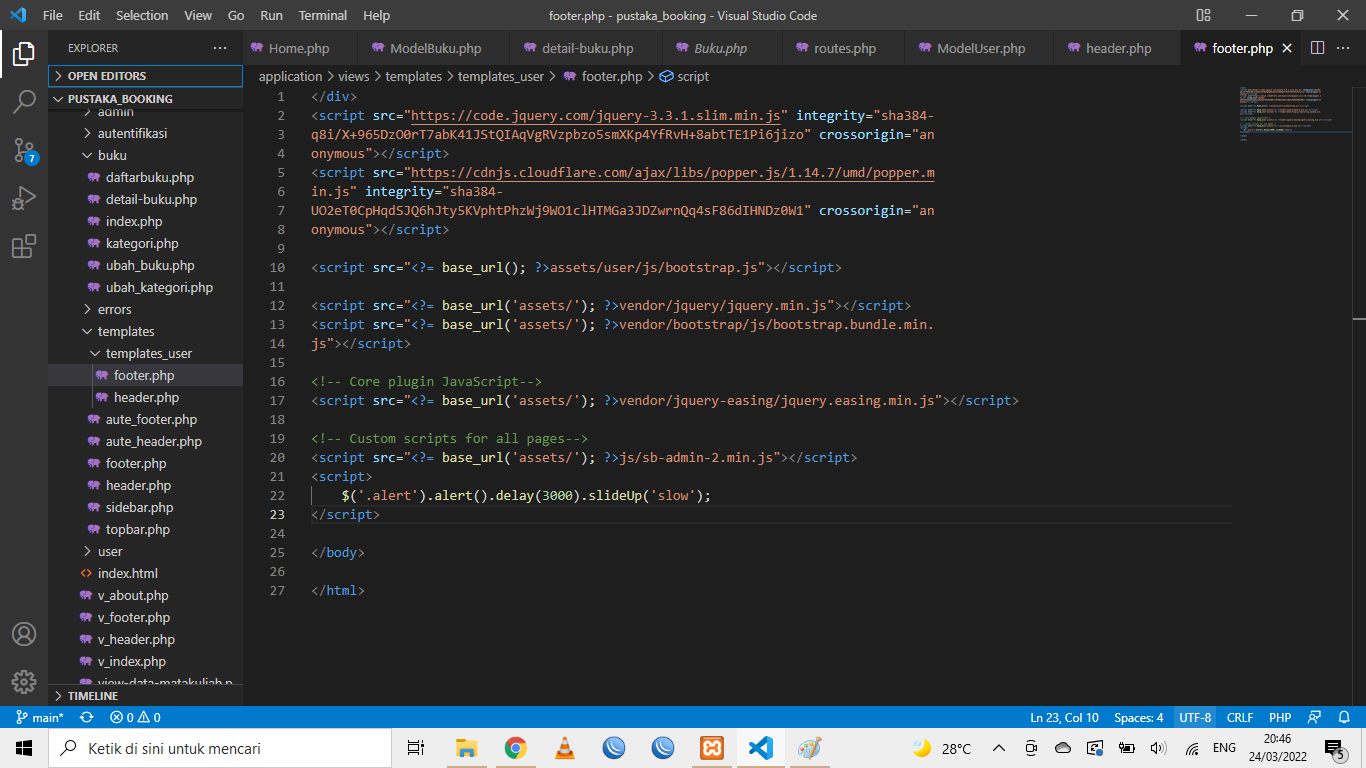 File Edit Selection View Go Run Terminal Help
footer.php - pustaka_booking - Visual Studio Code
EXPLORER
OPEN EDITORS
PUSTAKA_BOOKING
admin
autentifikasi
buku
daftarbuku.php
detail-buku.php
index.php
kategori.php
ubah_buku.php
ubah_kategori.php
errors
templates
templates_user
footer.php
header.php
aute_footer.php
aute_header.php
footer.php
header.php
sidebar.php
topbar.php
user
index.html
v_about.php
v_footer.php
v_header.php
v_index.php
view-data-matakuliah.p
TIMELINE
7
Home.php ModelBuku.php detail-buku.php Buku.php routes.php ModelUser.php header.php footer.php
application > views > templates > templates_user > footer.php > script
1 </div>
2 <script src="https://code.jquery.com/jquery-3.3.1.slim.min.js" integrity="sha384-
3 q8i/X+965DzO0rT7abK41JStQIAqVgRVzpbzo5smXKp4YfRvH+8abtTE1Pi6jizo" crossorigin="an
4 onymous"></script>
5 <script src="https://cdnjs.cloudflare.com/ajax/libs/popper.js/1.14.7/umd/popper.m
6 in.js" integrity="sha384-
7 UO2eT0CpHqdSJQ6hJty5KVphtPhzWj9WO1clHTMGa3JDZwrnQq4sF86dIHNDz0W1" crossorigin="an
8 onymous"></script>
9
10 <script src="<?= base_url(); ?>assets/user/js/bootstrap.js"></script>
11
12 <script src="<?= base_url('assets/'); ?>vendor/jquery/jquery.min.js"></script>
13 <script src="<?= base_url('assets/'); ?>vendor/bootstrap/js/bootstrap.bundle.min.
14 js"></script>
15
16 <!-- Core plugin JavaScript-->
17 <script src="<?= base_url('assets/'); ?>vendor/jquery-easing/jquery.easing.min.js"></script>
18
19 <!-- Custom scripts for all pages-->
20 <script src="<?= base_url('assets/'); ?>js/sb-admin-2.min.js"></script>
21 <script>
22 $('.alert').alert().delay(3000).slideUp('slow');
23 </script>
24
25 </body>
26
27 </html>
main* 0 0 Ln 23, Col 10 Spaces: 4 UTF-8 CRLF PHP
Ketik di sini untuk mencari
28°C ENG
20:46
24/03/2022
5